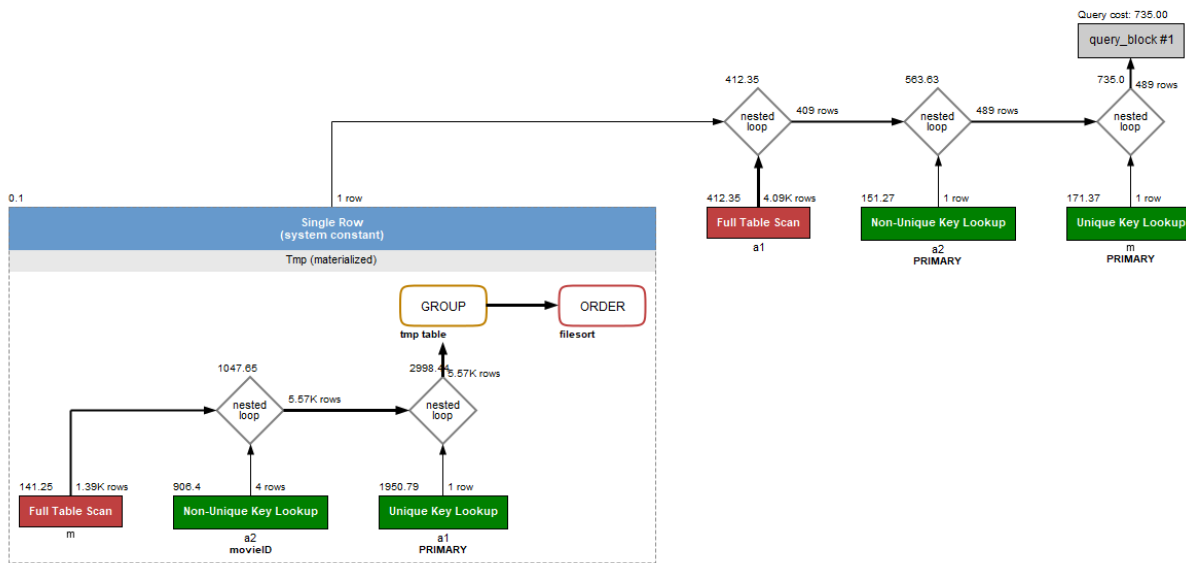 Query cost: 735.00
query_block #1
735.0
489 rows
412.35
nested
loop
409 rows
563.63
nested
loop
489 rows
nested
loop
412.35
4.09K rows
Full Table Scan
a1
151.27
1 row
Non-Unique Key Lookup
a2
PRIMARY
171.37
1 row
Unique Key Lookup
m
PRIMARY
0.1
1 row
Single Row
(system constant)
Tmp (materialized)
GROUP
tmp table
ORDER
filesort
1047.65
nested
loop
5.57K rows
2998.44
5.57K rows
nested
loop
141.25
1.39K rows
Full Table Scan
m
906.4
4 rows
Non-Unique Key Lookup
a2
movieID
1950.79
1 row
Unique Key Lookup
a1
PRIMARY